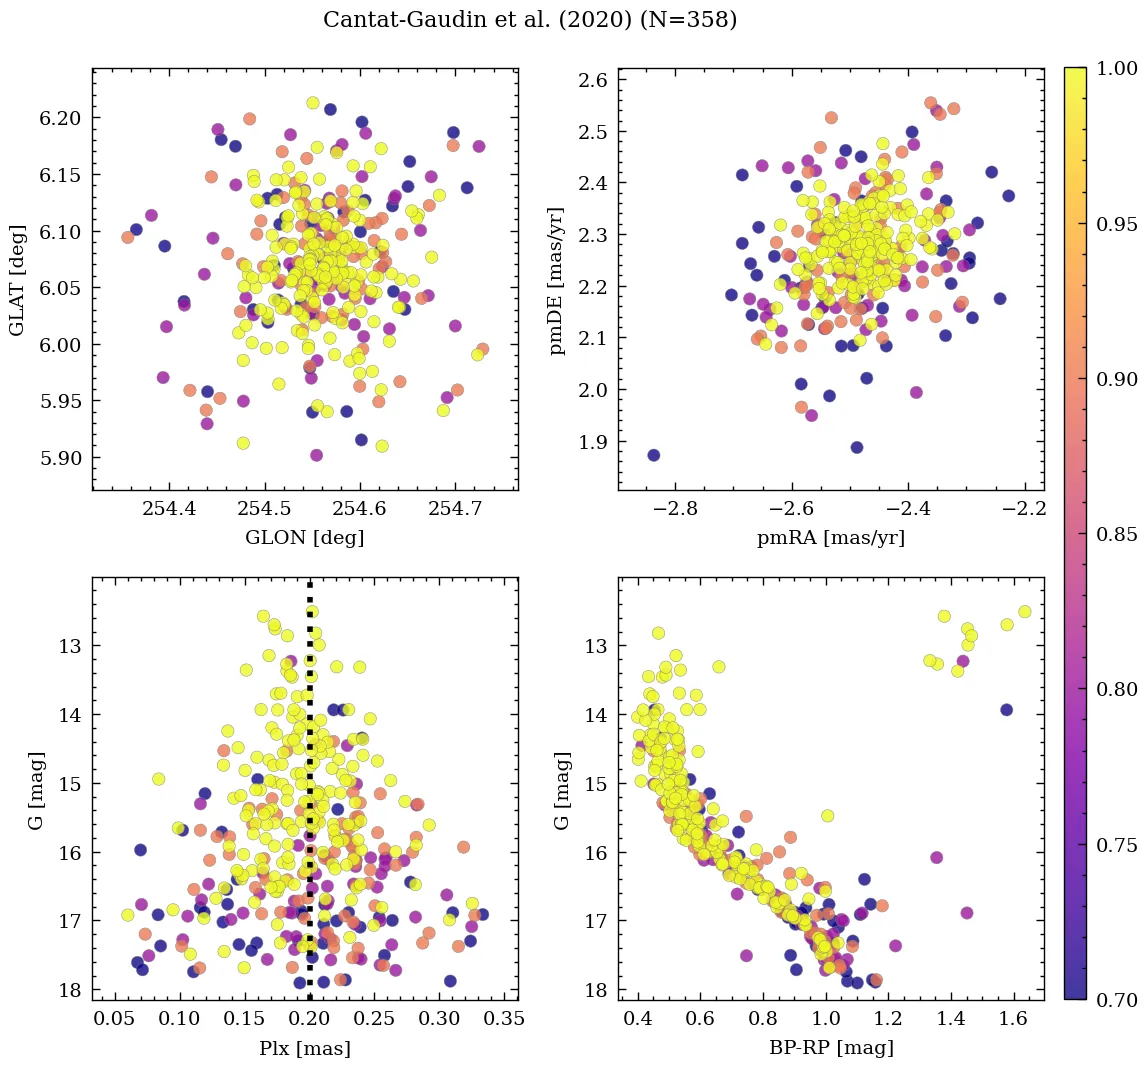 Cantat-Gaudin et al. (2020) (N=358)
6.20
6.15
6.10
6.05
6.00
5.95
5.90
GLAT [deg]
254.4 254.5 254.6 254.7
GLON [deg]
2.6
2.5
2.4
2.3
2.2
2.1
2.0
1.9
pmDE [mas/yr]
−2.8 −2.6 −2.4 −2.2
pmRA [mas/yr]
13
14
15
16
17
18
G [mag]
0.05 0.10 0.15 0.20 0.25 0.30 0.35
Plx [mas]
13
14
15
16
17
18
G [mag]
0.4 0.6 0.8 1.0 1.2 1.4 1.6
BP-RP [mag]
1.00
0.95
0.90
0.85
0.80
0.75
0.70